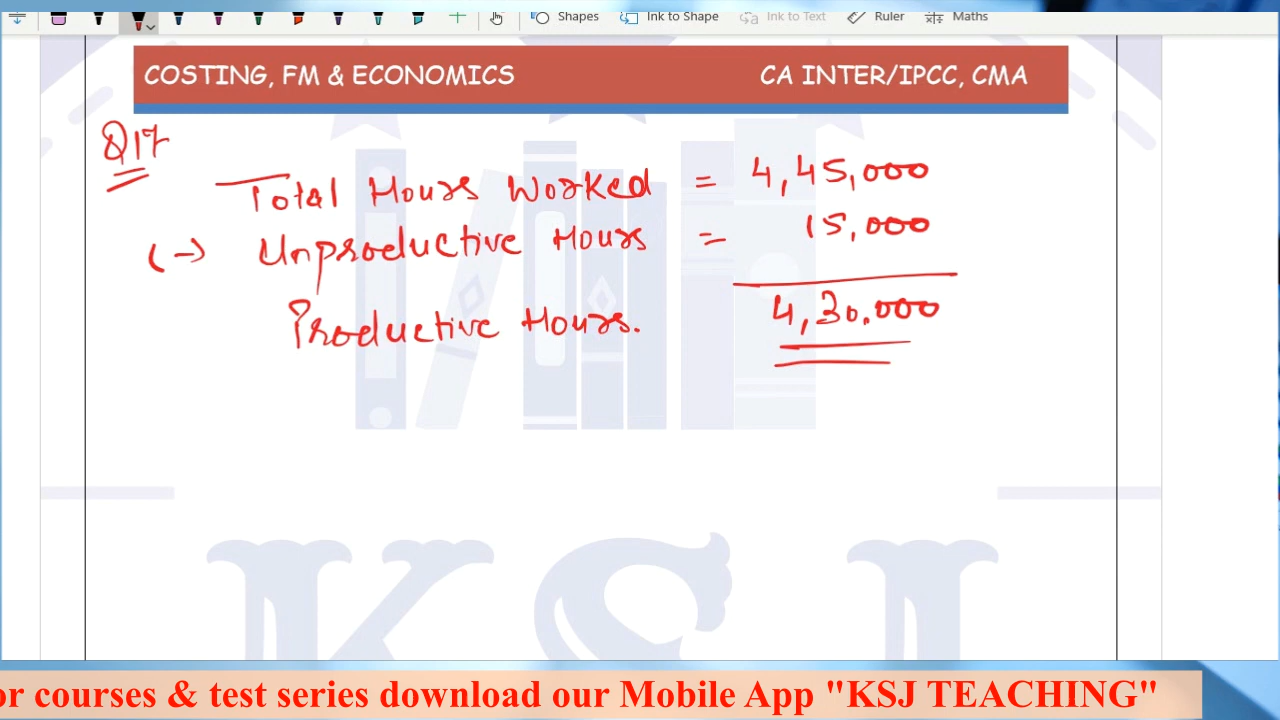 Shapes Ink to Shape Ink to Text Ruler Maths
COSTING, FM & ECONOMICS CA INTER/IPCC, CMA
Q17
Total Hours Worked = 4,45,000
(-) Unproductive Hours = 15,000
Productive Hours. 4,30.000
KSJ
or courses & test series download our Mobile App "KSJ TEACHING"